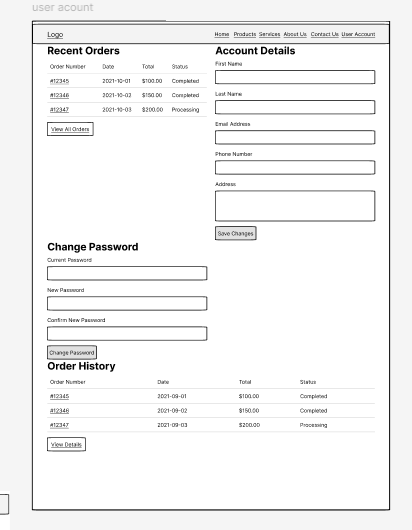 user acount
Logo
Home Products Services About Us Contact Us User Account
Recent Orders
Order Number Date Total Status
#12345 2021-10-01 $100.00 Completed
#12346 2021-10-02 $150.00 Completed
#12347 2021-10-03 $200.00 Processing
View All Orders
Account Details
First Name
Last Name
Email Address
Phone Number
Address
Save Changes
Change Password
Current Password
New Password
Confirm New Password
Change Password
Order History
Order Number Date Total Status
#12345 2021-09-01 $100.00 Completed
#12346 2021-09-02 $150.00 Completed
#12347 2021-09-03 $200.00 Processing
View Details